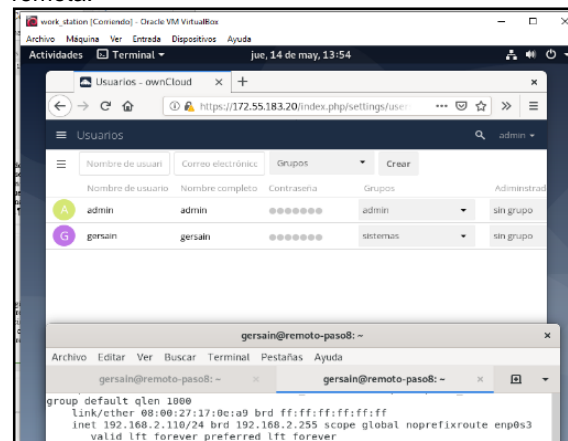 remota.
work_station [Corriendo] - Oracle VM VirtualBox
Archivo Máquina Ver Entrada Dispositivos Ayuda
Actividades Terminal jue, 14 de may, 13:54
Usuarios - ownCloud
https://172.55.183.20/index.php/settings/user
Usuarios admin
Nombre de usuari Correo electrónic Grupos Crear
Nombre de usuario Nombre completo Contraseña Grupos Adminstrad
A admin admin admin sin grupo
G gersain gersain sistemas sin grupo
gersain@remoto-paso8: ~
Archivo Editar Ver Buscar Terminal Pestañas Ayuda
gersain@remoto-paso8: ~ gersain@remoto-paso8: ~
group default qlen 1000
link/ether 08:00:27:17:0e:a9 brd ff:ff:ff:ff:ff:ff
inet 192.168.2.110/24 brd 192.168.2.255 scope global noprefixroute enp0s3
valid_lft forever preferred_lft forever